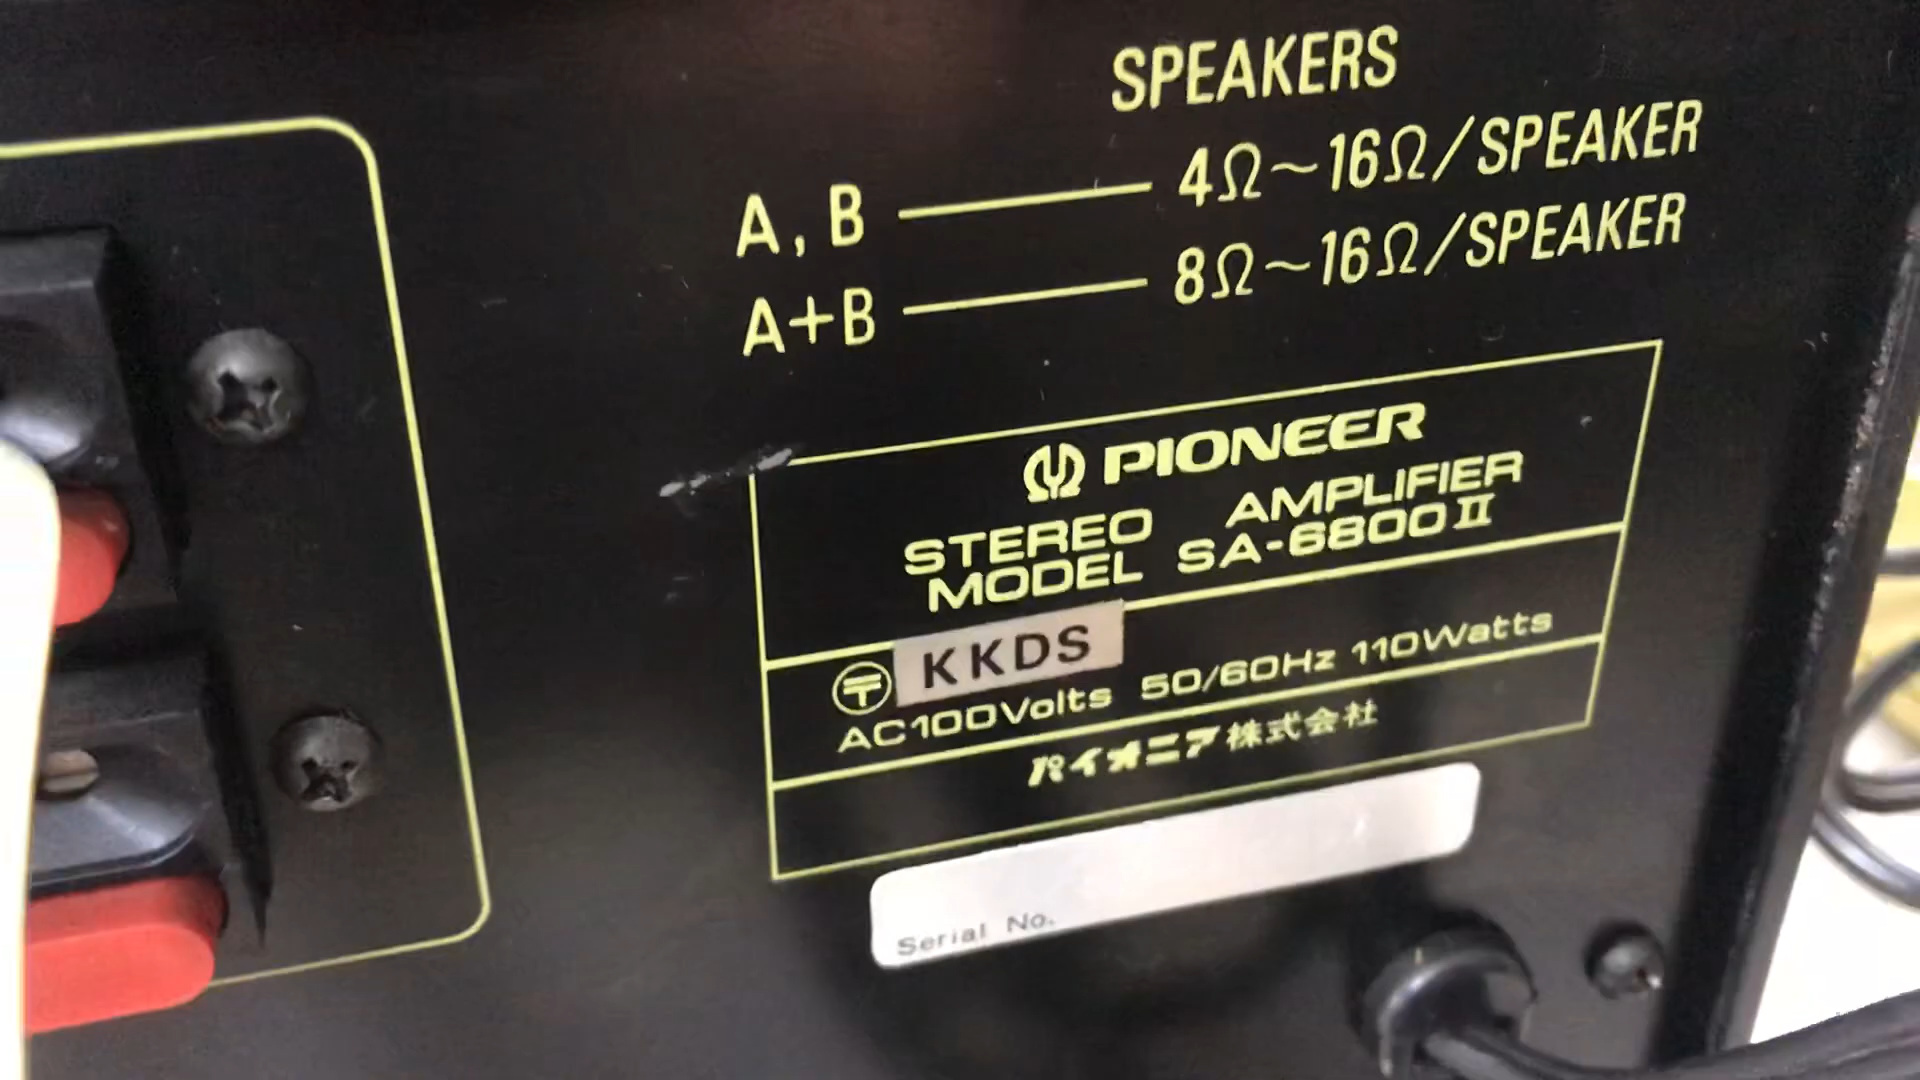 SPEAKERS
A, B — 4Ω~16Ω/SPEAKER
A+B — 8Ω~16Ω/SPEAKER
PIONEER
STEREO AMPLIFIER
MODEL SA-6800II
〒 KKDS
AC100Volts 50/60Hz 110Watts
パイオニア株式会社
Serial No.